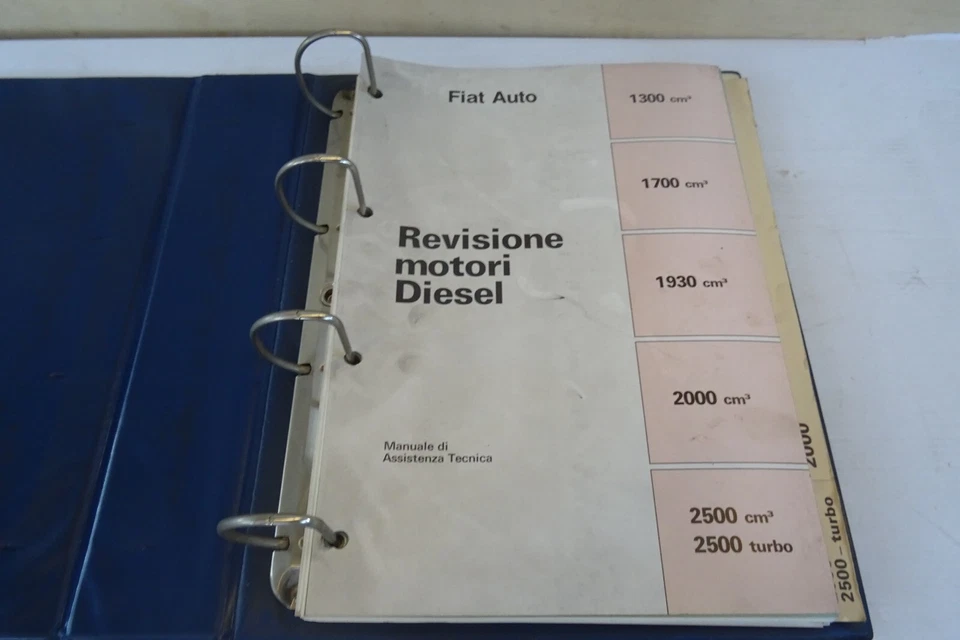 Fiat Auto
Revisione
motori
Diesel
Manuale di
Assistenza Tecnica
1300 cm³
1700 cm³
1930 cm³
2000 cm³
2500 cm³
2500 turbo
2000
2500 - turbo